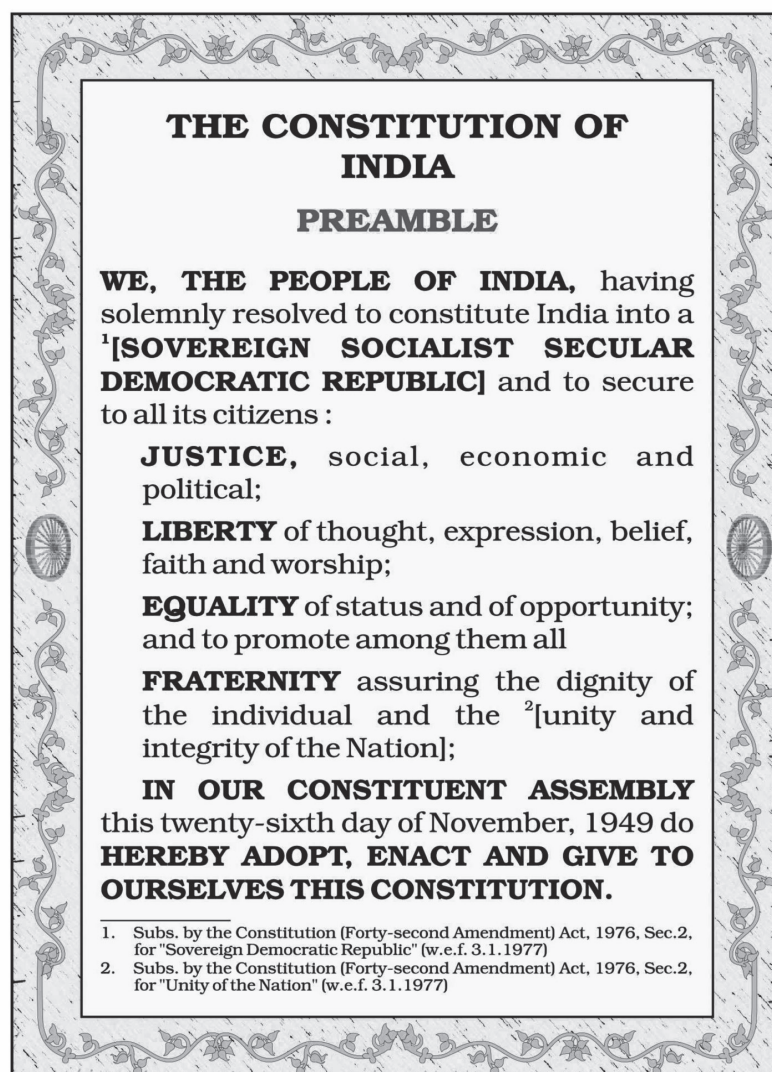 THE CONSTITUTION OF
INDIA
PREAMBLE
WE, THE PEOPLE OF INDIA, having
solemnly resolved to constitute India into a
¹[SOVEREIGN SOCIALIST SECULAR
DEMOCRATIC REPUBLIC] and to secure
to all its citizens :
JUSTICE, social, economic and
political;
LIBERTY of thought, expression, belief,
faith and worship;
EQUALITY of status and of opportunity;
and to promote among them all
FRATERNITY assuring the dignity of
the individual and the ²[unity and
integrity of the Nation];
IN OUR CONSTITUENT ASSEMBLY
this twenty-sixth day of November, 1949 do
HEREBY ADOPT, ENACT AND GIVE TO
OURSELVES THIS CONSTITUTION.
1. Subs. by the Constitution (Forty-second Amendment) Act, 1976, Sec.2,
for "Sovereign Democratic Republic" (w.e.f. 3.1.1977)
2. Subs. by the Constitution (Forty-second Amendment) Act, 1976, Sec.2,
for "Unity of the Nation" (w.e.f. 3.1.1977)